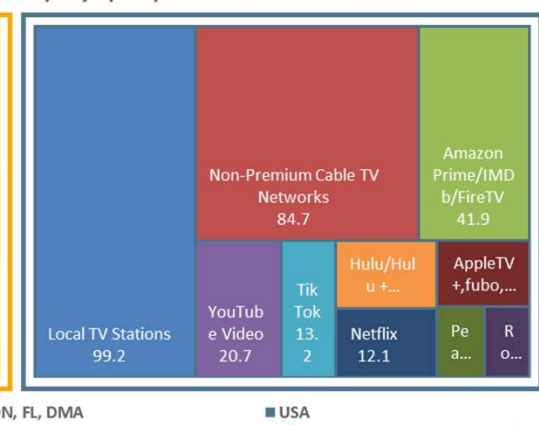 Non-Premium Cable TV
Networks
84.7
Amazon
Prime/IMD
b/FireTV
41.9
Local TV Stations
99.2
YouTub
e Video
20.7
Tik
Tok
13.
2
Hulu/Hul
u +...
Netflix
12.1
AppleTV
+,fubo,...
Pe
a...
R
o...
N, FL, DMA
USA